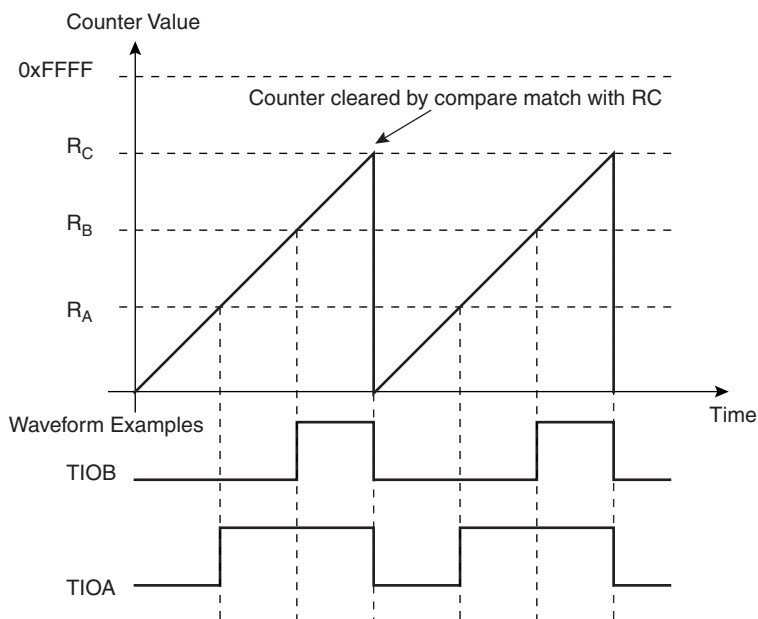 Counter Value
0xFFFF
Counter cleared by compare match with RC
RC
RB
RA
Time
Waveform Examples
TIOB
TIOA